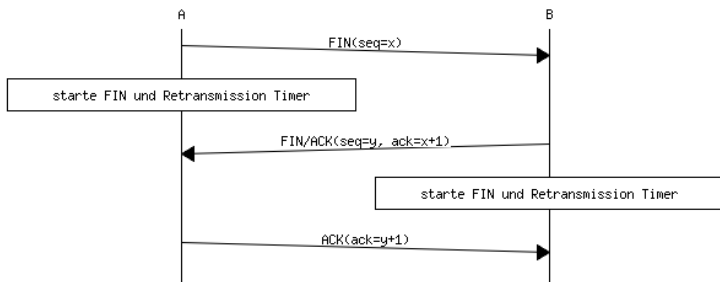 A
B
FIN(seq=x)
starte FIN und Retransmission Timer
FIN/ACK(seq=y, ack=x+1)
starte FIN und Retransmission Timer
ACK(ack=y+1)